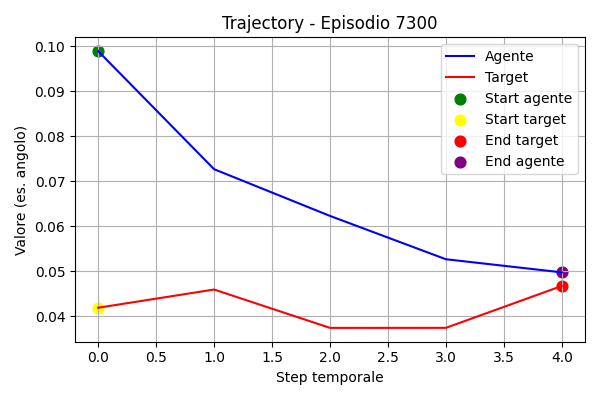 Trajectory - Episodio 7300
Valore (es. angolo)
0.10
0.09
0.08
0.07
0.06
0.05
0.04
Agente
Target
Start agente
Start target
End target
End agente
0.0 0.5 1.0 1.5 2.0 2.5 3.0 3.5 4.0
Step temporale